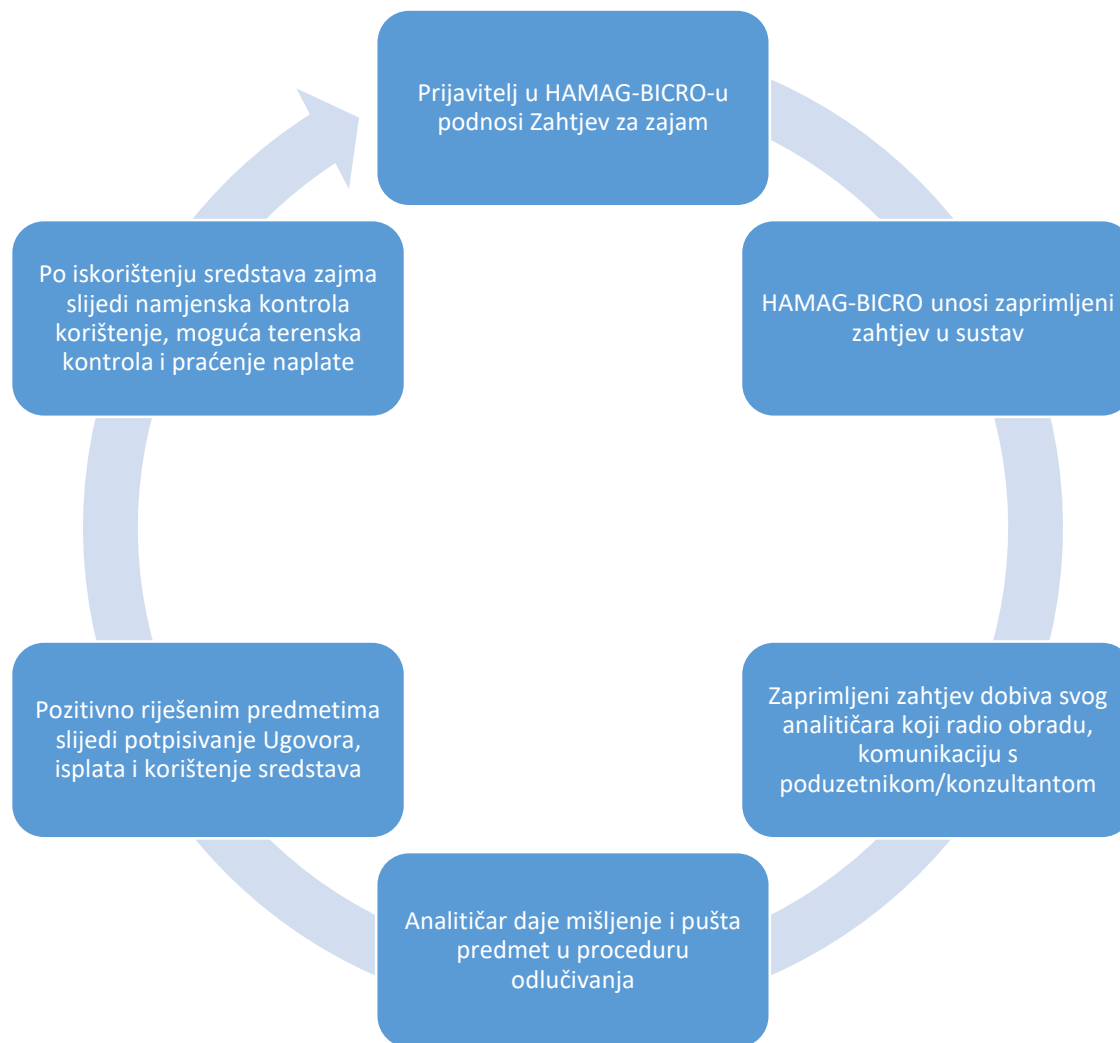 Prijavitelj u HAMAG-BICRO-u
podnosi Zahtjev za zajam
HAMAG-BICRO unosi zaprimljeni
zahtjev u sustav
Zaprimljeni zahtjev dobiva svog
analitičara koji radio obradu,
komunikaciju s
poduzetnikom/konzultantom
Analitičar daje mišljenje i pušta
predmet u proceduru
odlučivanja
Pozitivno riješenim predmetima
slijedi potpisivanje Ugovora,
isplata i korištenje sredstava
Po iskorištenju sredstava zajma
slijedi namjenska kontrola
korištenje, moguća terenska
kontrola i praćenje naplate